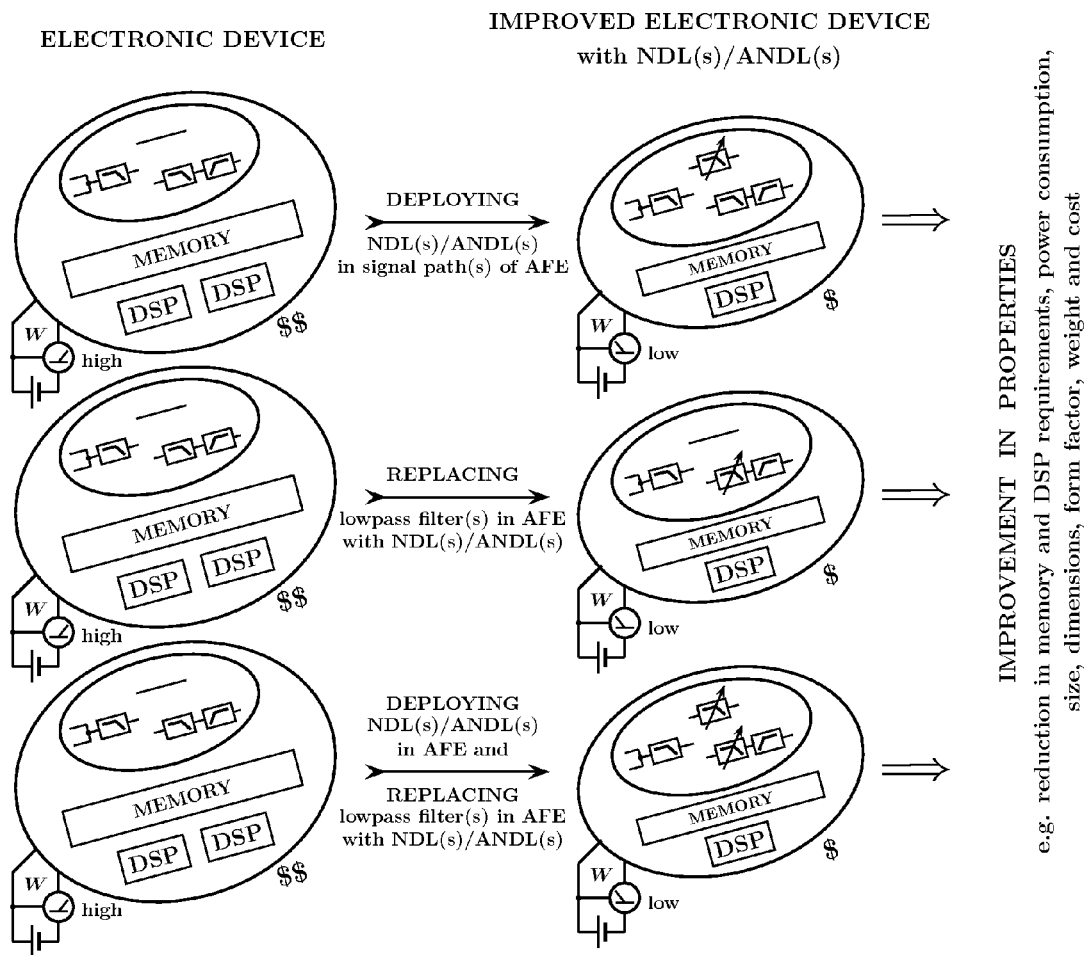 ELECTRONIC DEVICE
IMPROVED ELECTRONIC DEVICE
with NDL(s)/ANDL(s)
MEMORY
DSP DSP
$$
W
high
DEPLOYING
NDL(s)/ANDL(s)
in signal path(s) of AFE
MEMORY
DSP
$
W
low
MEMORY
DSP DSP
$$
W
high
REPLACING
lowpass filter(s) in AFE
with NDL(s)/ANDL(s)
MEMORY
DSP
$
W
low
MEMORY
DSP DSP
$$
W
high
DEPLOYING
NDL(s)/ANDL(s)
in AFE and
REPLACING
lowpass filter(s) in AFE
with NDL(s)/ANDL(s)
MEMORY
DSP
$
W
low
IMPROVEMENT IN PROPERTIES
e.g. reduction in memory and DSP requirements, power consumption,
size, dimensions, form factor, weight and cost